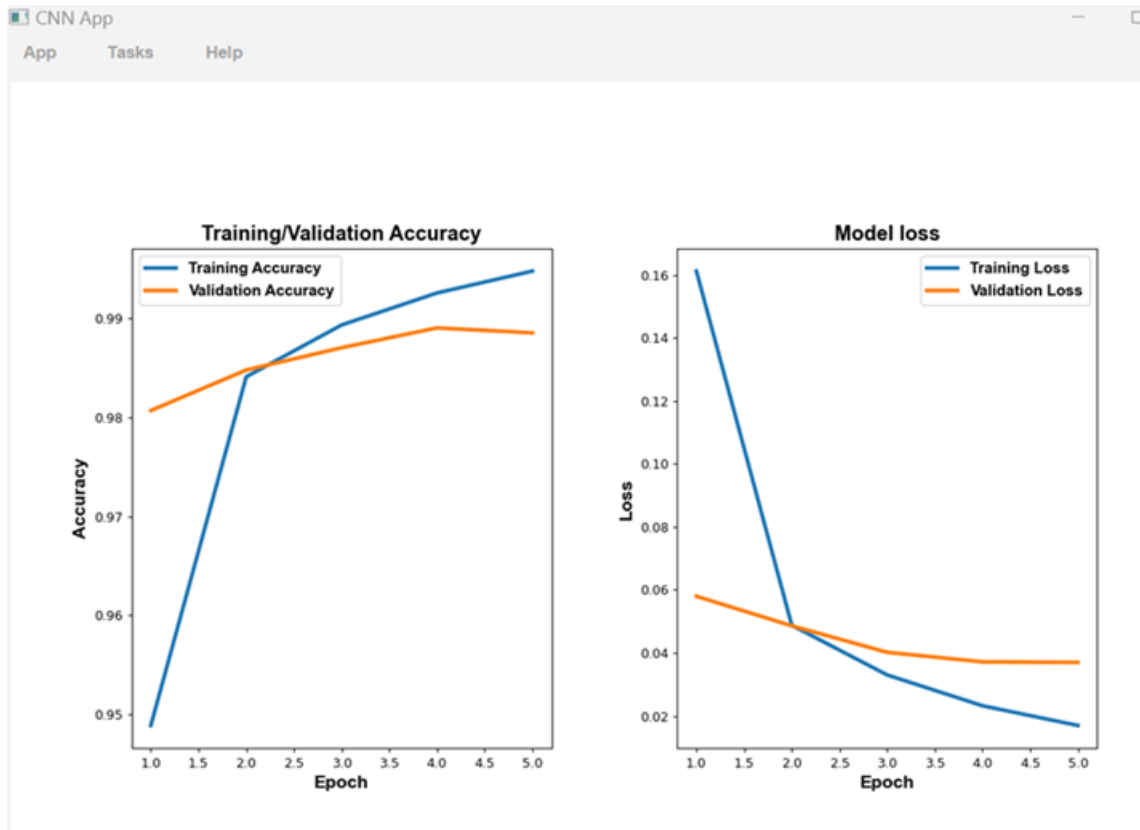 CNN App
App Tasks Help
Training/Validation Accuracy
Training Accuracy
Validation Accuracy
0.99
0.98
0.97
0.96
0.95
Accuracy
1.0 1.5 2.0 2.5 3.0 3.5 4.0 4.5 5.0
Epoch
Model loss
Training Loss
Validation Loss
0.16
0.14
0.12
0.10
0.08
0.06
0.04
0.02
Loss
1.0 1.5 2.0 2.5 3.0 3.5 4.0 4.5 5.0
Epoch